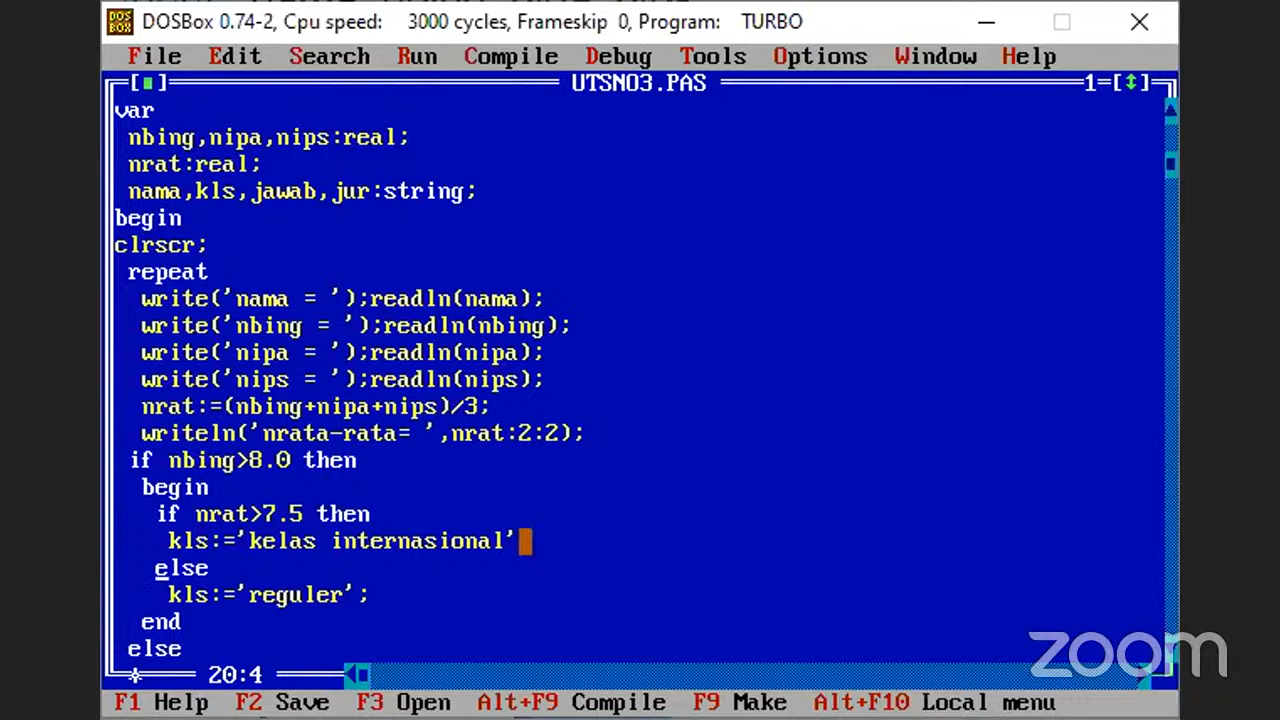 DOSBox 0.74-2, Cpu speed: 3000 cycles, Frameskip 0, Program: TURBO
File Edit Search Run Compile Debug Tools Options Window Help
[■] UTSNO3.PAS 1=[↕]
var
nbing,nipa,nips:real;
nrat:real;
nama,kls,jawab,jur:string;
begin
clrscr;
repeat
write('nama = ');readln(nama);
write('nbing = ');readln(nbing);
write('nipa = ');readln(nipa);
write('nips = ');readln(nips);
nrat:=(nbing+nipa+nips)/3;
writeln('nrata-rata= ',nrat:2:2);
if nbing>8.0 then
begin
if nrat>7.5 then
kls:='kelas internasional'
else
kls:='reguler';
end
else
20:4
F1 Help F2 Save F3 Open Alt+F9 Compile F9 Make Alt+F10 Local menu
zoom